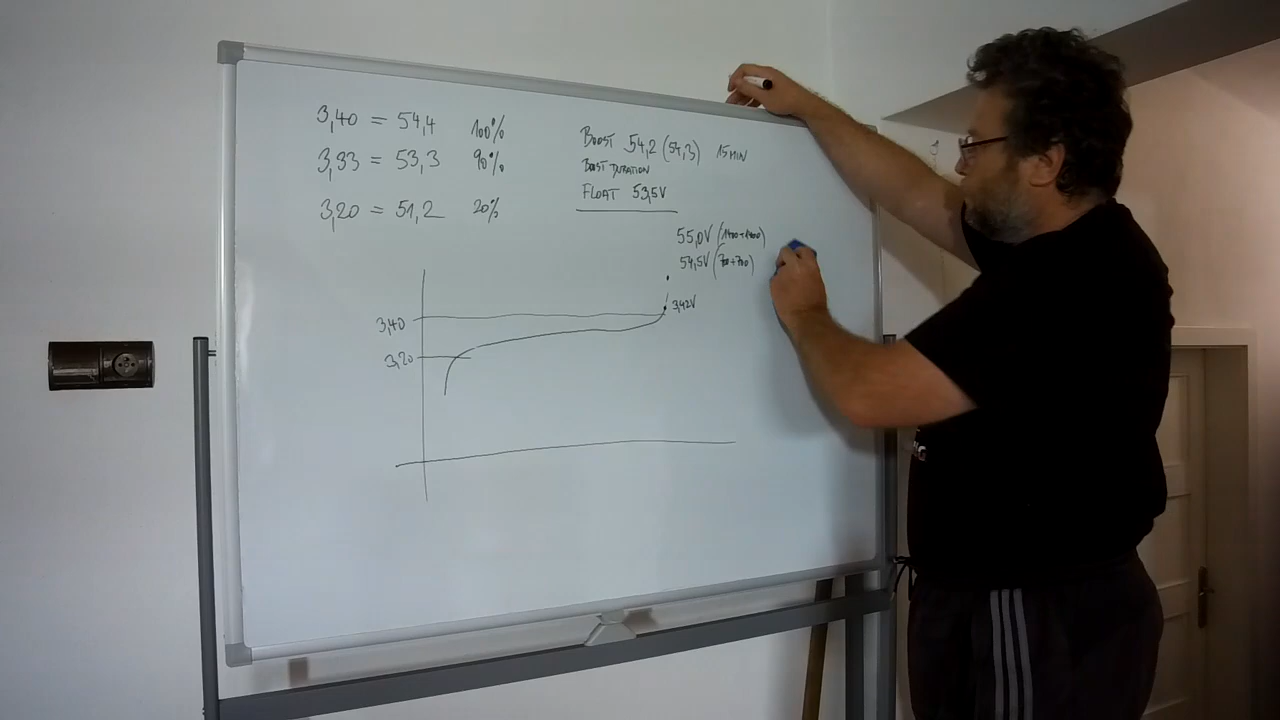 3,40 = 54,4 100%
3,33 = 53,3 90%
3,20 = 51,2 20%
BOOST 54,2 (54,3) 15 MIN
BOOST DURATION
FLOAT 53,5V
55,0V (1400+1400)
54,5V (700+700)
3,42V
3,40
3,20